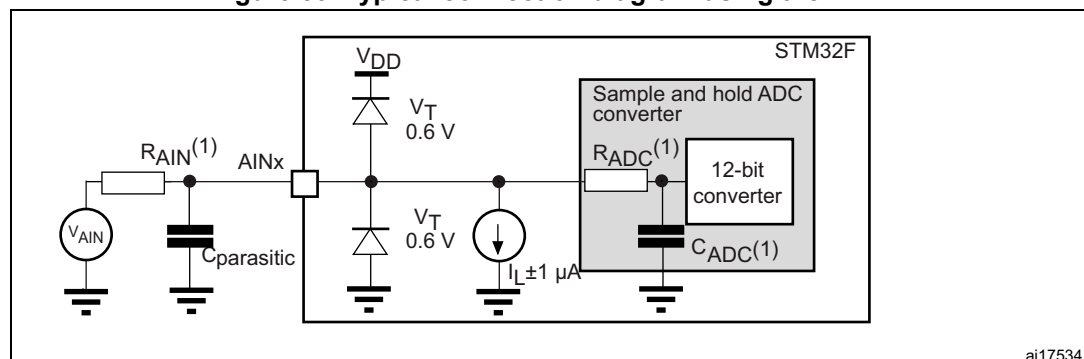 STM32F
VDD
VT
0.6 V
Sample and hold ADC
converter
RAIN(1)
AINx
RADC(1)
12-bit
converter
VAIN
Cparasitic
VT
0.6 V
IL±1 µA
CADC(1)
ai17534